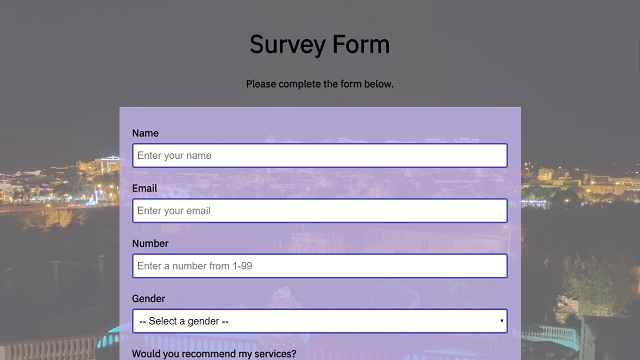 Survey Form
Please complete the form below.
Name
Enter your name
Email
Enter your email
Number
Enter a number from 1-99
Gender
-- Select a gender --
Would you recommend my services?